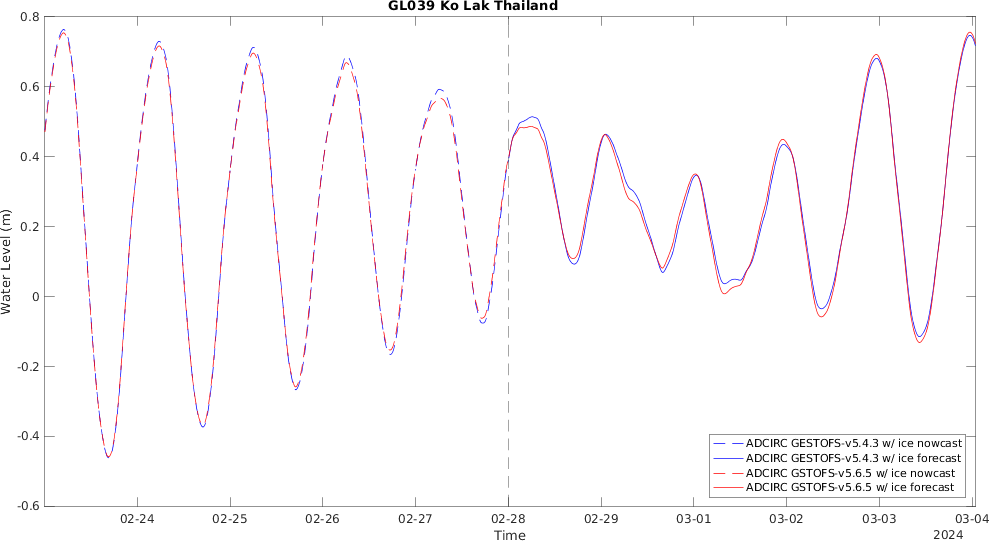 GL039 Ko Lak Thailand
0.8
0.6
0.4
0.2
0
-0.2
-0.4
-0.6
Water Level (m)
02-24
02-25
02-26
02-27
02-28
02-29
03-01
03-02
03-03
03-04
Time
2024
ADCIRC GESTOFS-v5.4.3 w/ ice nowcast
ADCIRC GESTOFS-v5.4.3 w/ ice forecast
ADCIRC GSTOFS-v5.6.5 w/ ice nowcast
ADCIRC GSTOFS-v5.6.5 w/ ice forecast